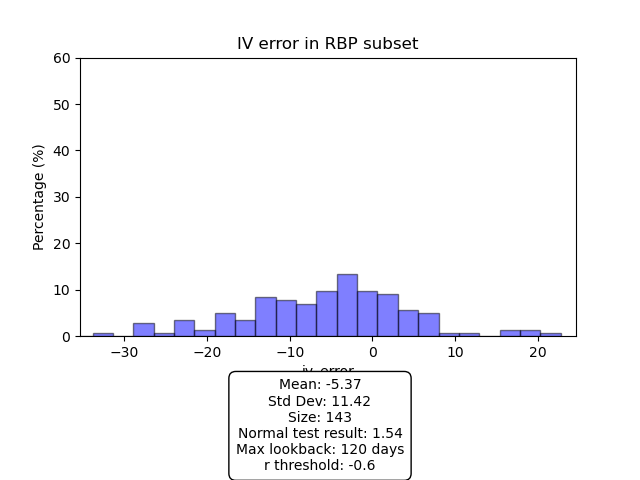 IV error in RBP subset
Percentage (%)
60
50
40
30
20
10
0
−30
−20
−10
0
10
20
iv_error
Mean: -5.37
Std Dev: 11.42
Size: 143
Normal test result: 1.54
Max lookback: 120 days
r threshold: -0.6